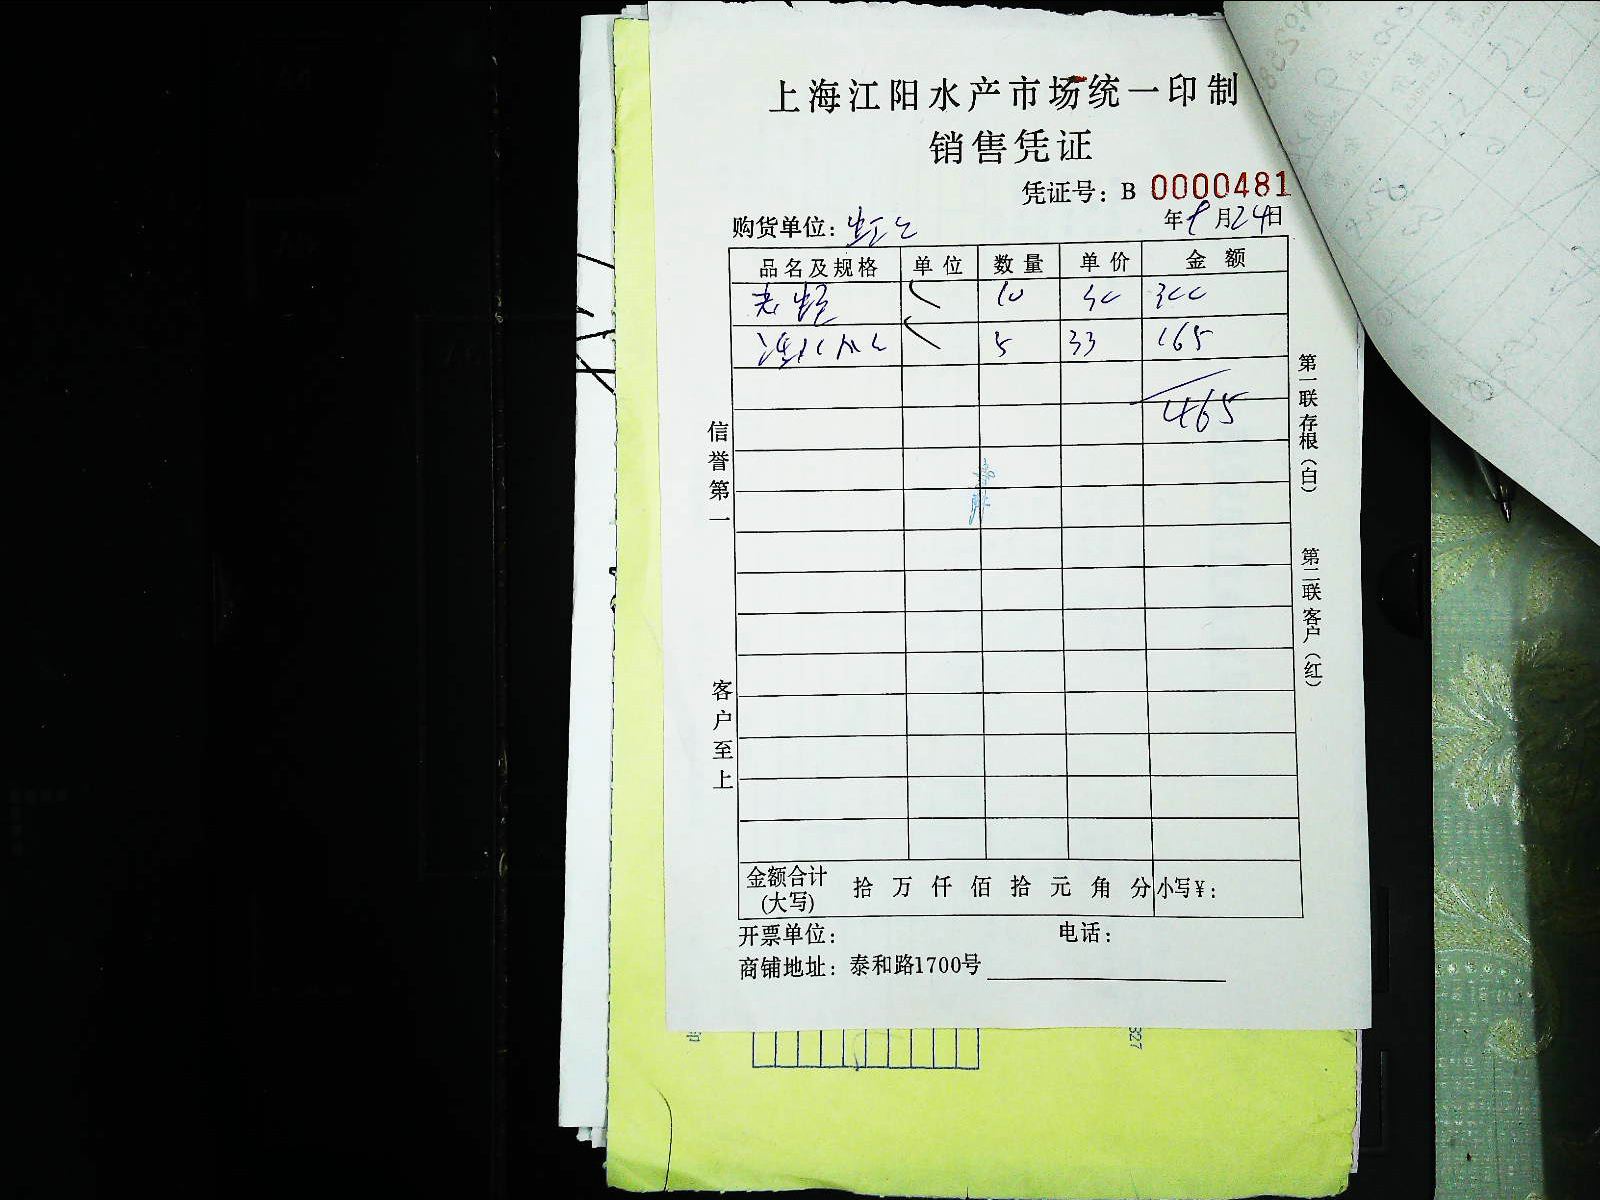 上海江阳水产市场统一印制
销售凭证
凭证号：B 0000481
购货单位： 年9月24日
品名及规格 单位 数量 单价 金额
10 30 300
5 33 165
465
信誉第一
客户至上
第一联存根（白）
第二联客户（红）
金额合计(大写) 拾 万 仟 佰 拾 元 角 分 小写¥：
开票单位： 电话：
商铺地址：泰和路1700号
327